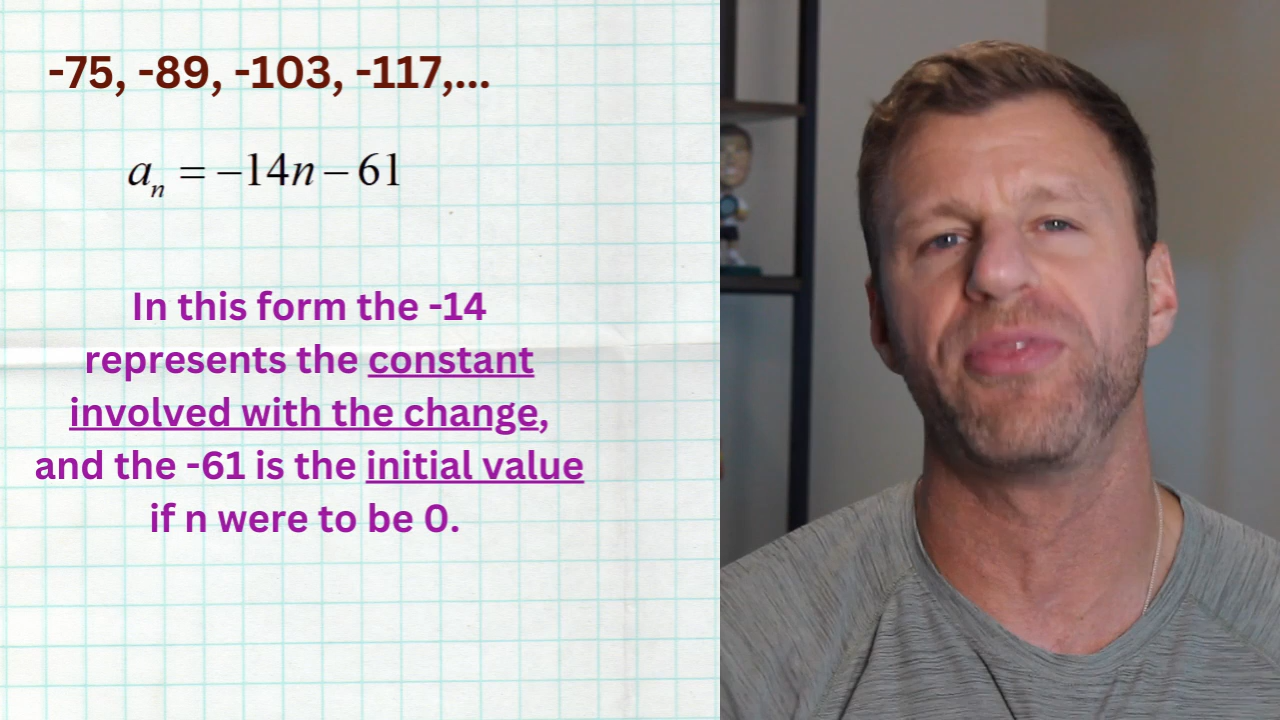 -75, -89, -103, -117,...
aₙ = −14n − 61
In this form the -14
represents the constant
involved with the change,
and the -61 is the initial value
if n were to be 0.